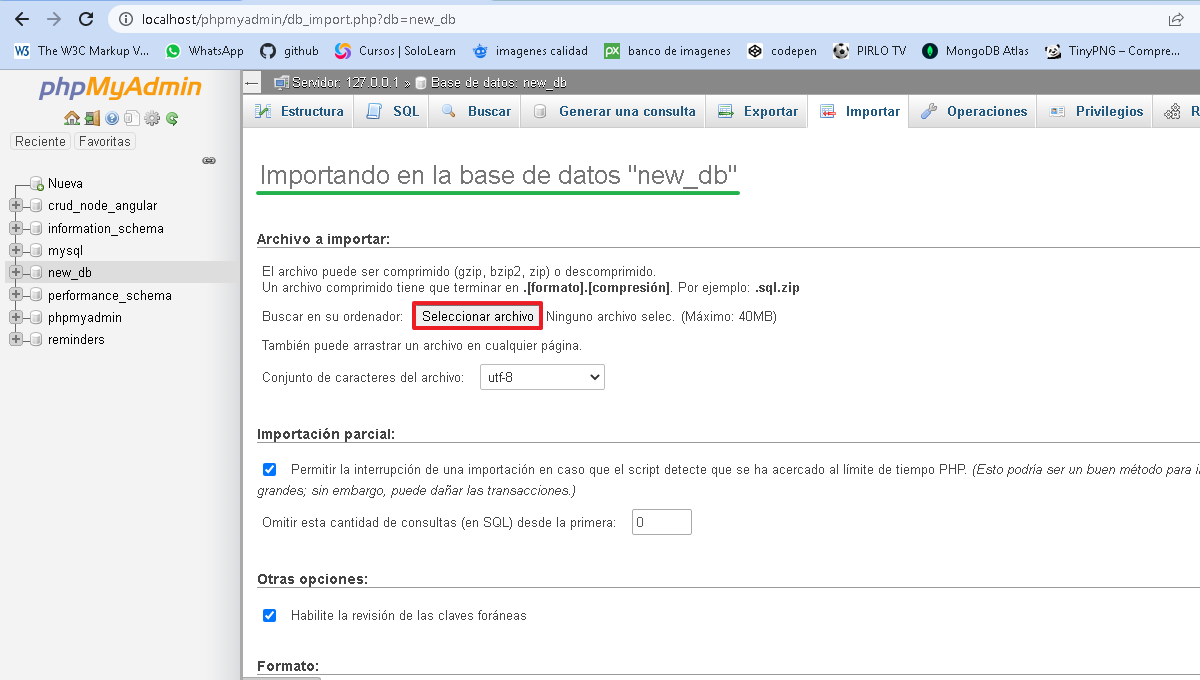 localhost/phpmyadmin/db_import.php?db=new_db
The W3C Markup V... WhatsApp github Cursos | SoloLearn imagenes calidad banco de imagenes codepen PIRLO TV MongoDB Atlas TinyPNG – Compre...
phpMyAdmin
Reciente Favoritas
Nueva
crud_node_angular
information_schema
mysql
new_db
performance_schema
phpmyadmin
reminders
Servidor: 127.0.0.1 » Base de datos: new_db
Estructura SQL Buscar Generar una consulta Exportar Importar Operaciones Privilegios R
Importando en la base de datos "new_db"
Archivo a importar:
El archivo puede ser comprimido (gzip, bzip2, zip) o descomprimido.
Un archivo comprimido tiene que terminar en .[formato].[compresión]. Por ejemplo: .sql.zip
Buscar en su ordenador: Seleccionar archivo Ninguno archivo selec. (Máximo: 40MB)
También puede arrastrar un archivo en cualquier página.
Conjunto de caracteres del archivo: utf-8
Importación parcial:
Permitir la interrupción de una importación en caso que el script detecte que se ha acercado al límite de tiempo PHP. (Esto podría ser un buen método para i
grandes; sin embargo, puede dañar las transacciones.)
Omitir esta cantidad de consultas (en SQL) desde la primera: 0
Otras opciones:
Habilite la revisión de las claves foráneas
Formato: